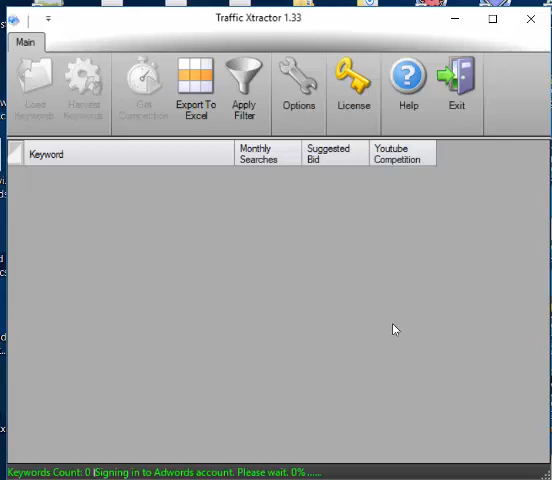 Traffic Xtractor 1.33
Main
Load
Keywords
Harness
Keywords
Get
Competition
Export To
Excel
Apply
Filter
Options
License
Help
Exit
Keyword
Monthly
Searches
Suggested
Bid
Youtube
Competition
Keywords Count: 0 Signing in to Adwords account. Please wait. 0% ......